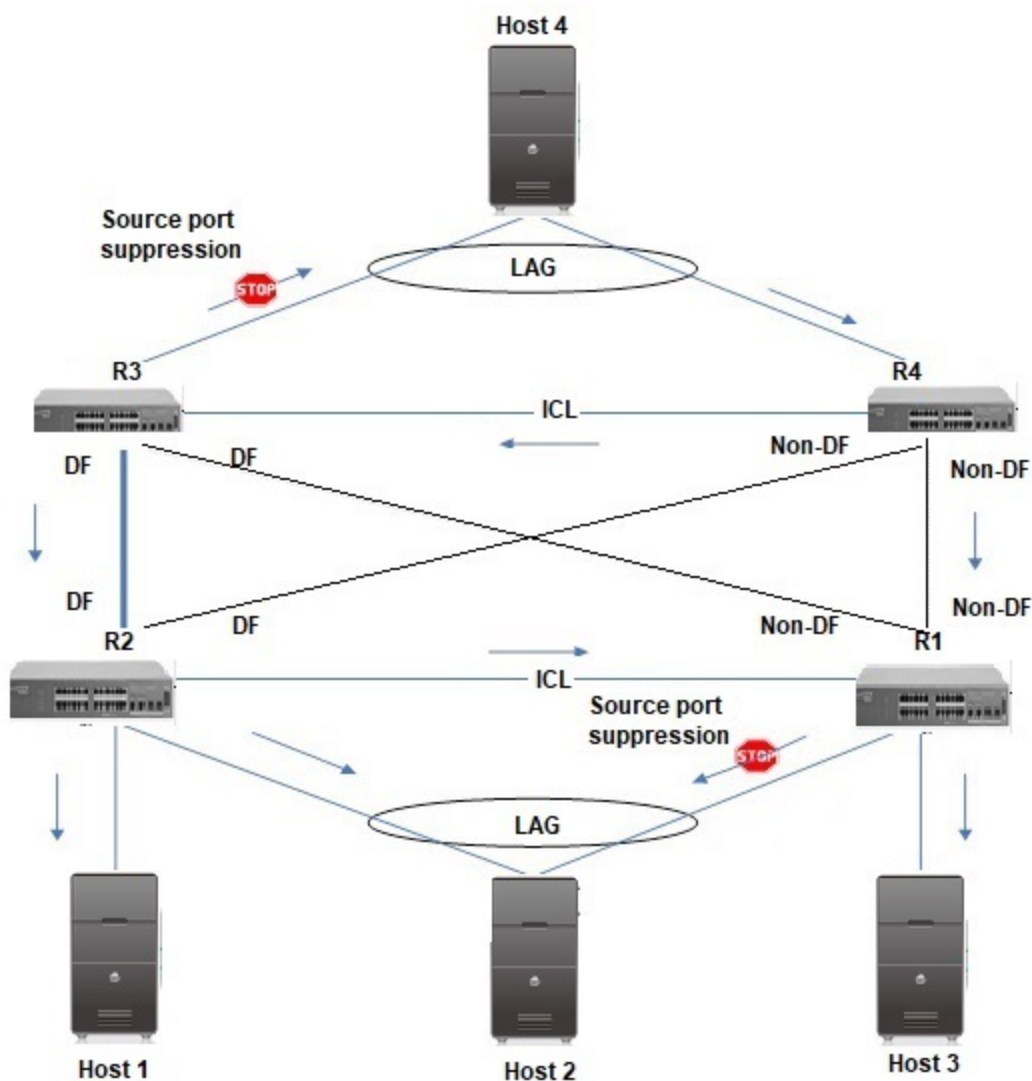 Host 4
Source port
suppression
STOP
LAG
R3
R4
ICL
DF
DF
Non-DF
Non-DF
DF
DF
Non-DF
Non-DF
R2
R1
ICL
Source port
suppression
STOP
LAG
Host 1
Host 2
Host 3